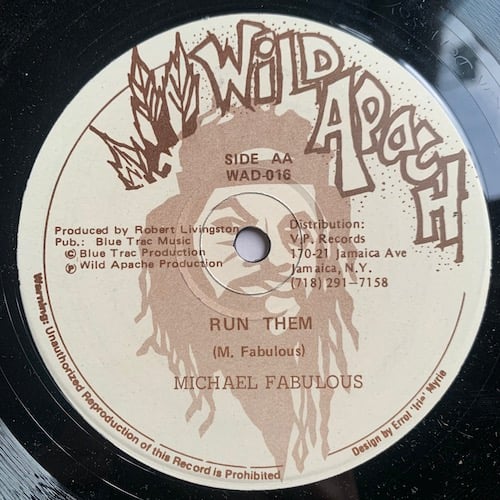 WILD
APOCH
SIDE AA
WAD-016
Produced by Robert Livingston
Pub.: Blue Trac Music
© Blue Trac Production
℗ Wild Apache Production
Distribution:
V.P. Records
170-21 Jamaica Ave
Jamaica, N.Y.
(718) 291-7158
RUN THEM
(M. Fabulous)
MICHAEL FABULOUS
Warning: Unauthorized Reproduction of this Record is Prohibited
Design by Errol 'Irie' Myrie